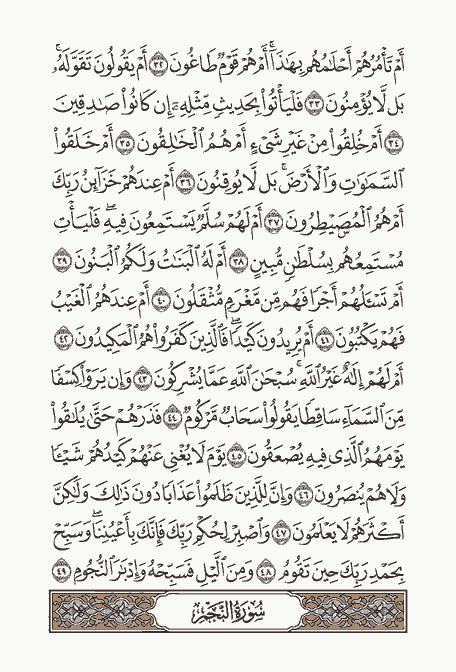 أَمْ تَأْمُرُهُمْ أَحْلَٰمُهُم بِهَٰذَآ ۚ أَمْ هُمْ قَوْمٌ طَاغُونَ ٣٢ أَمْ يَقُولُونَ تَقَوَّلَهُۥ ۚ
بَل لَّا يُؤْمِنُونَ ٣٣ فَلْيَأْتُوا۟ بِحَدِيثٍ مِّثْلِهِۦٓ إِن كَانُوا۟ صَٰدِقِينَ
٣٤ أَمْ خُلِقُوا۟ مِنْ غَيْرِ شَىْءٍ أَمْ هُمُ ٱلْخَٰلِقُونَ ٣٥ أَمْ خَلَقُوا۟
ٱلسَّمَٰوَٰتِ وَٱلْأَرْضَ ۚ بَل لَّا يُوقِنُونَ ٣٦ أَمْ عِندَهُمْ خَزَآئِنُ رَبِّكَ
أَمْ هُمُ ٱلْمُصَۜيْطِرُونَ ٣٧ أَمْ لَهُمْ سُلَّمٌ يَسْتَمِعُونَ فِيهِ ۖ فَلْيَأْتِ
مُسْتَمِعُهُم بِسُلْطَٰنٍ مُّبِينٍ ٣٨ أَمْ لَهُ ٱلْبَنَٰتُ وَلَكُمُ ٱلْبَنُونَ ٣٩
أَمْ تَسْـَٔلُهُمْ أَجْرًا فَهُم مِّن مَّغْرَمٍ مُّثْقَلُونَ ٤٠ أَمْ عِندَهُمُ ٱلْغَيْبُ
فَهُمْ يَكْتُبُونَ ٤١ أَمْ يُرِيدُونَ كَيْدًا ۖ فَٱلَّذِينَ كَفَرُوا۟ هُمُ ٱلْمَكِيدُونَ ٤٢
أَمْ لَهُمْ إِلَٰهٌ غَيْرُ ٱللَّهِ ۚ سُبْحَٰنَ ٱللَّهِ عَمَّا يُشْرِكُونَ ٤٣ وَإِن يَرَوْا۟ كِسْفًا
مِّنَ ٱلسَّمَآءِ سَاقِطًا يَقُولُوا۟ سَحَابٌ مَّرْكُومٌ ٤٤ فَذَرْهُمْ حَتَّىٰ يُلَٰقُوا۟
يَوْمَهُمُ ٱلَّذِى فِيهِ يُصْعَقُونَ ٤٥ يَوْمَ لَا يُغْنِى عَنْهُمْ كَيْدُهُمْ شَيْـًٔا
وَلَا هُمْ يُنصَرُونَ ٤٦ وَإِنَّ لِلَّذِينَ ظَلَمُوا۟ عَذَابًا دُونَ ذَٰلِكَ وَلَٰكِنَّ
أَكْثَرَهُمْ لَا يَعْلَمُونَ ٤٧ وَٱصْبِرْ لِحُكْمِ رَبِّكَ فَإِنَّكَ بِأَعْيُنِنَا ۖ وَسَبِّحْ
بِحَمْدِ رَبِّكَ حِينَ تَقُومُ ٤٨ وَمِنَ ٱلَّيْلِ فَسَبِّحْهُ وَإِدْبَٰرَ ٱلنُّجُومِ ٤٩
سُورَةُ ٱلنَّجْمِ